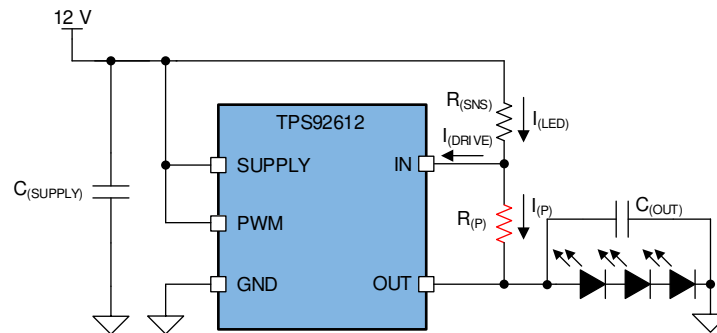 12 V
TPS92612
R(SNS)
I(LED)
I(DRIVE)
SUPPLY
IN
C(SUPPLY)
R(P)
I(P)
C(OUT)
PWM
GND
OUT